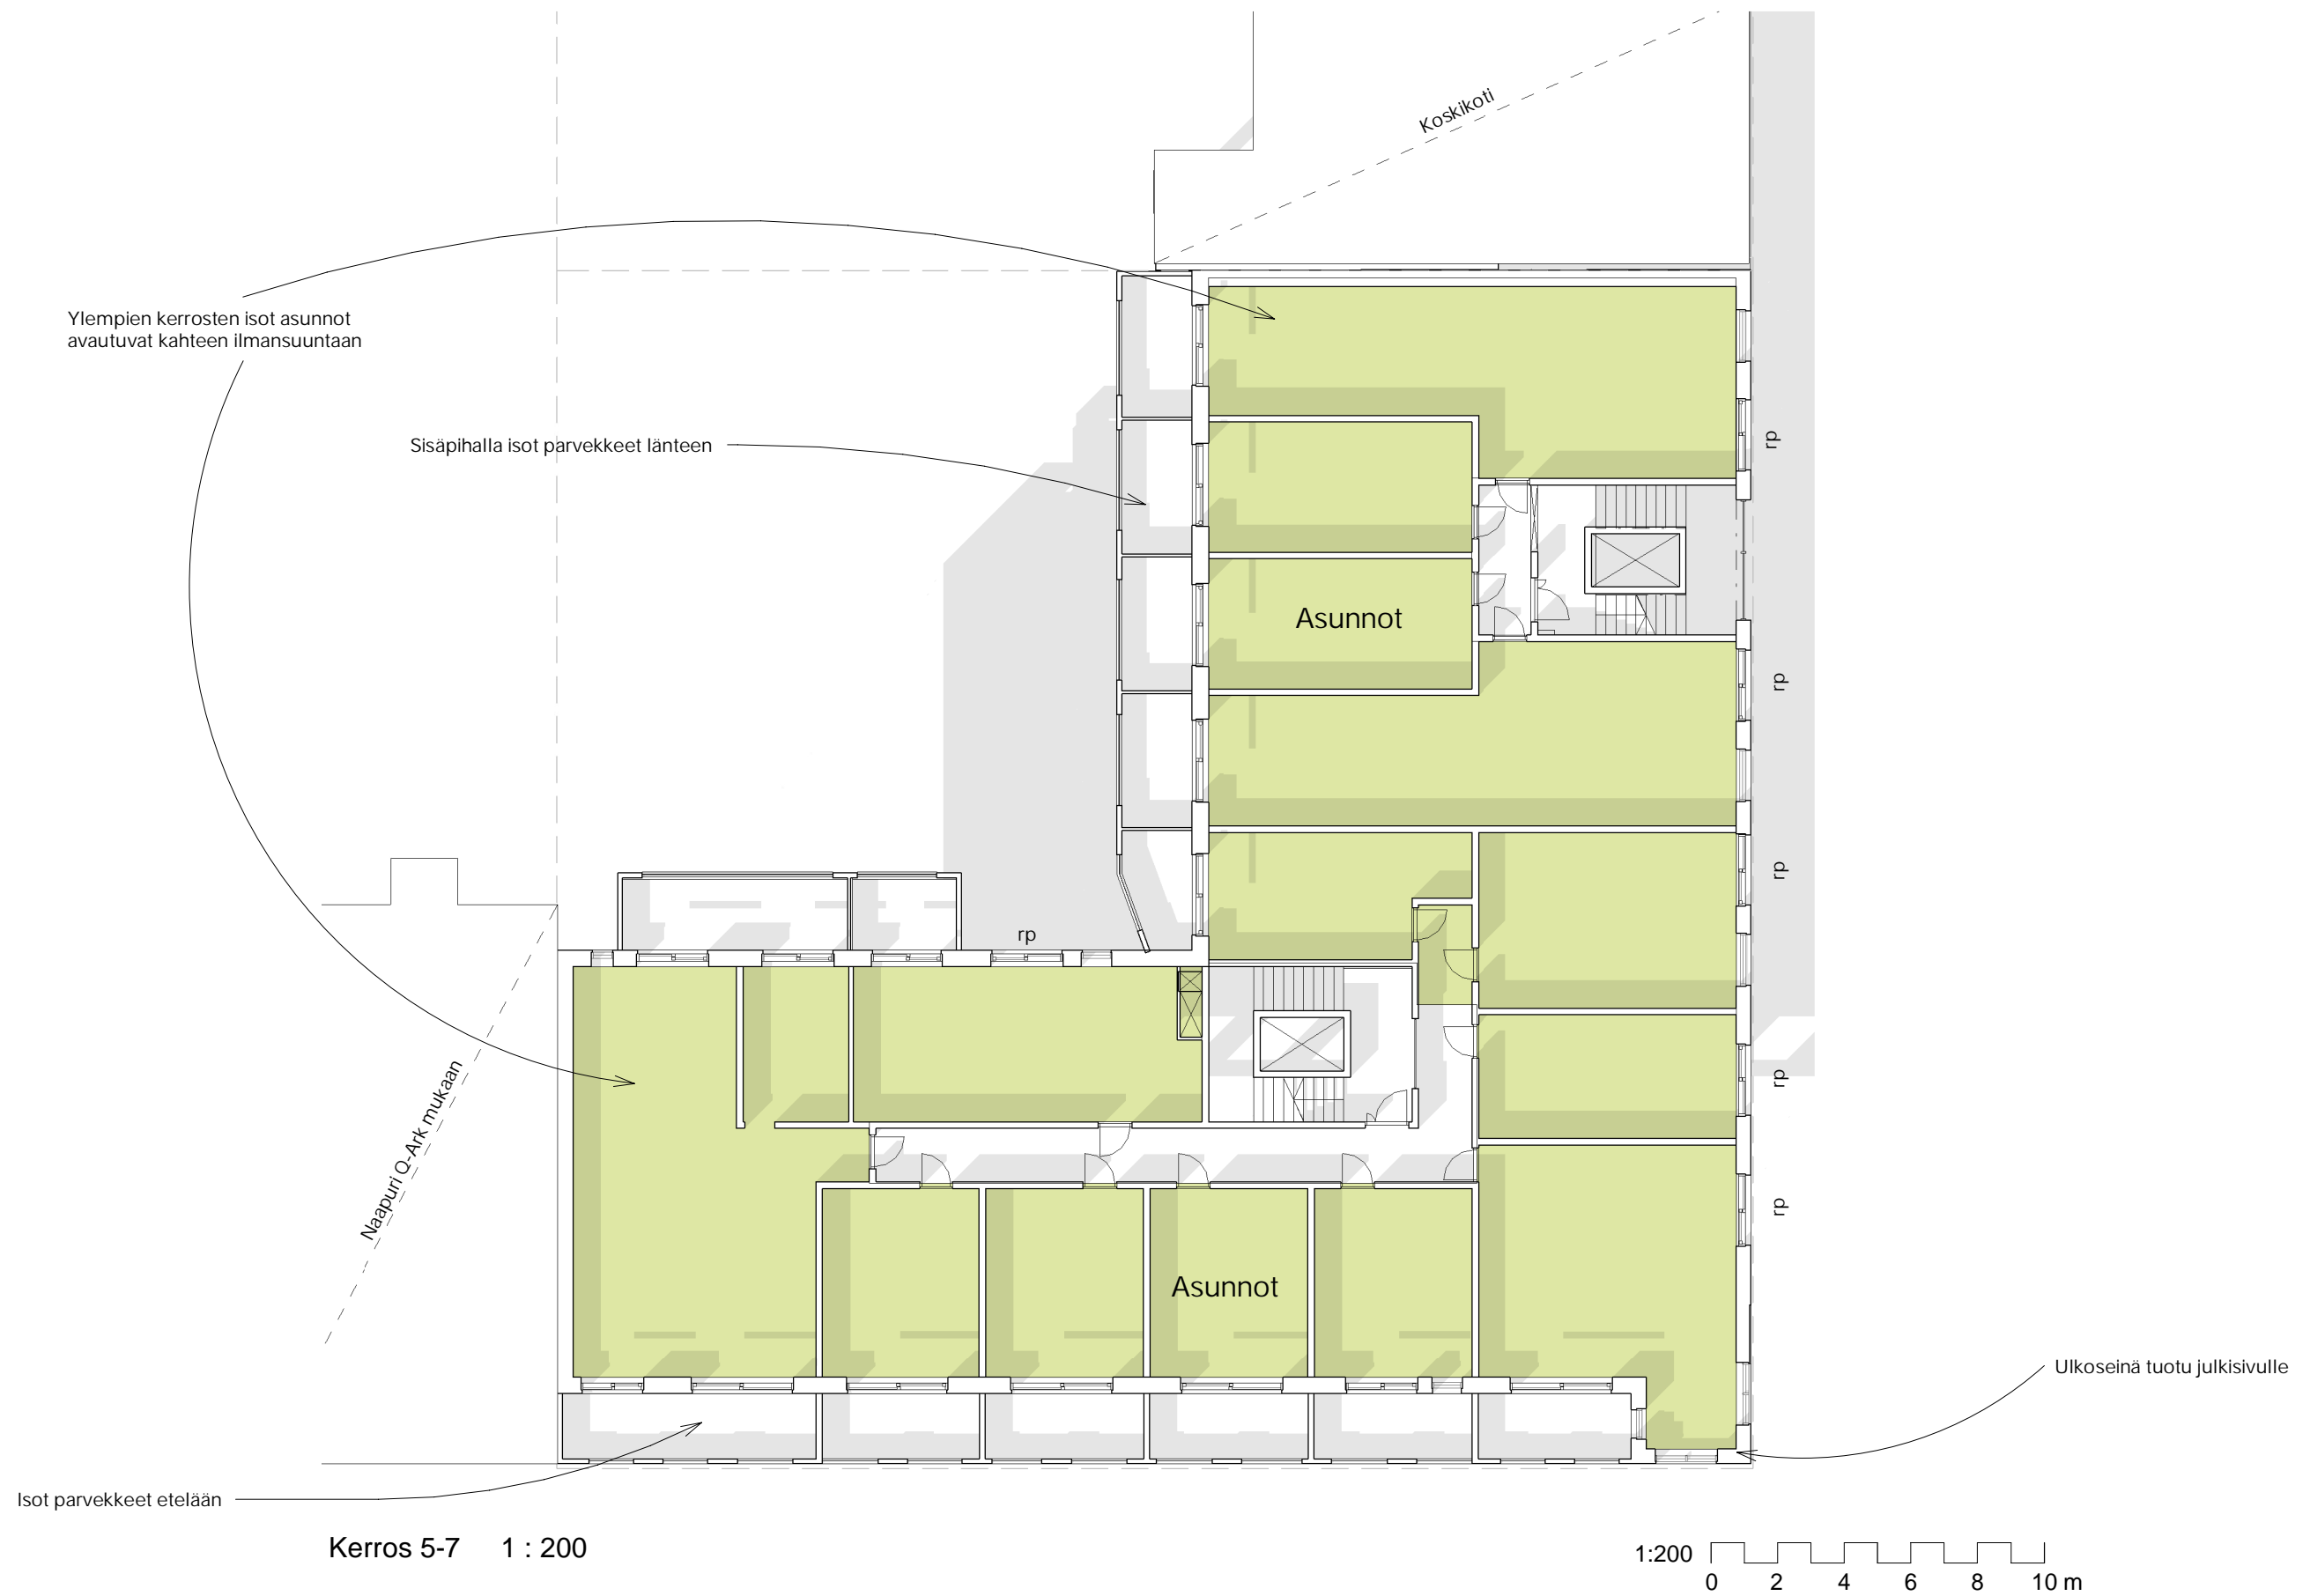 Koskikoti
Ylempien kerrosten isot asunnot
avautuvat kahteen ilmansuuntaan
Sisäpihalla isot parvekkeet länteen
rp
Asunnot
rp
rp
rp
rp
Naapuri Q-Ark mukaan
rp
Asunnot
Ulkoseinä tuotu julkisivulle
Isot parvekkeet etelään
Kerros 5-7 1 : 200
1:200
0 2 4 6 8 10 m